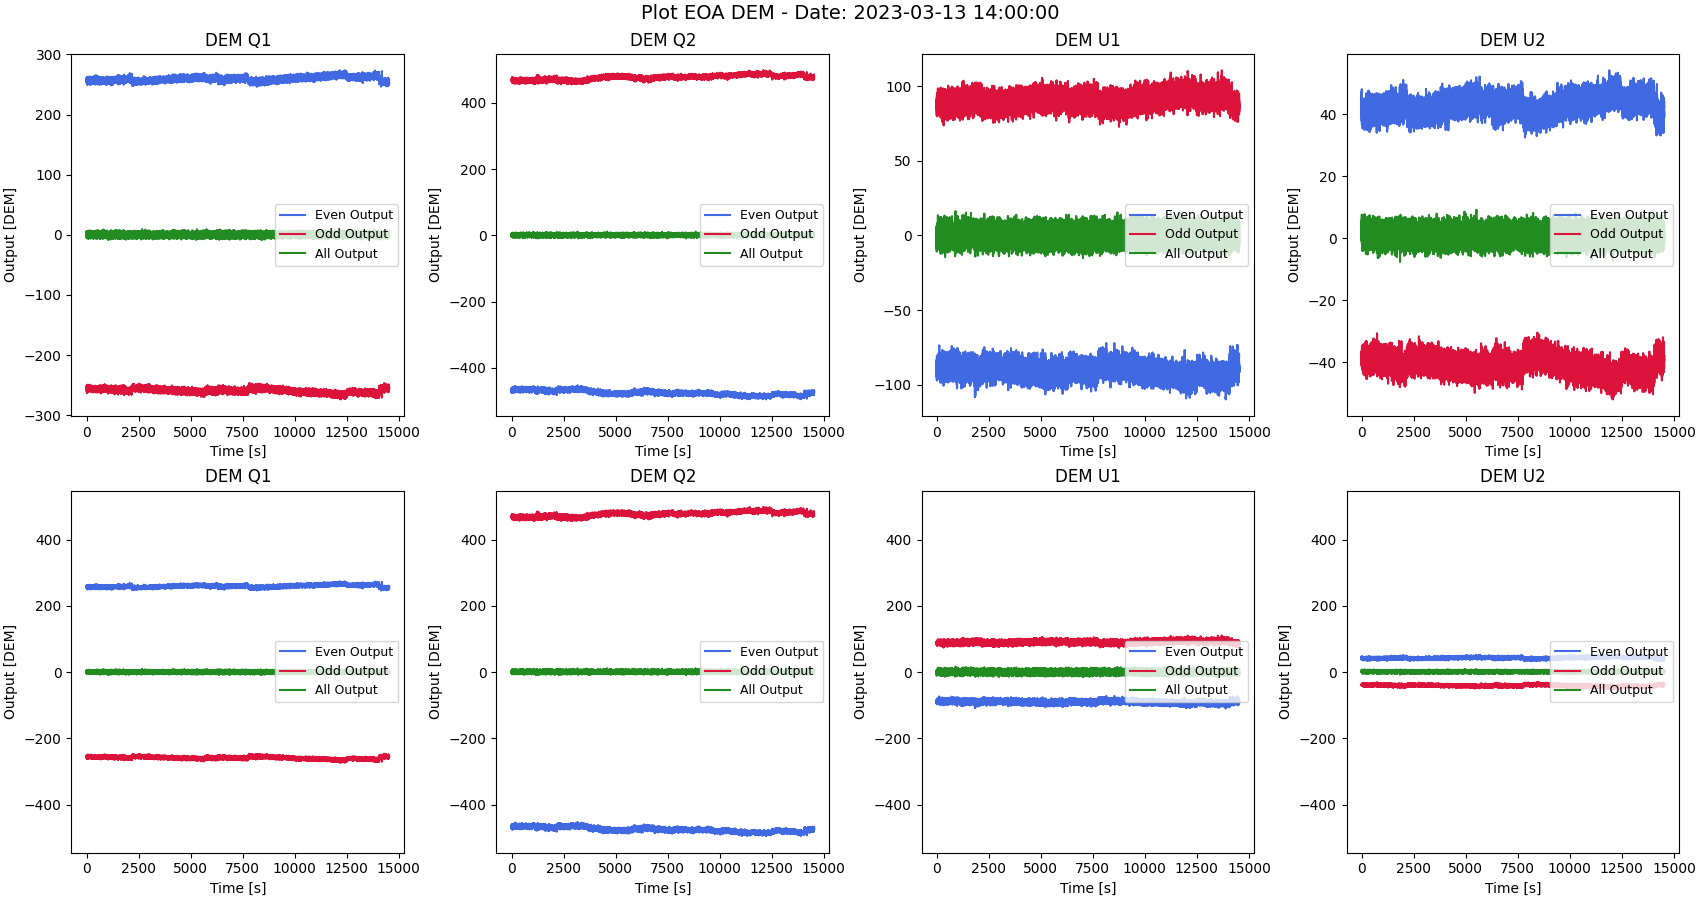 Plot EOA DEM - Date: 2023-03-13 14:00:00
DEM Q1
300
200
100
0
−100
−200
−300
Output [DEM]
Even Output
Odd Output
All Output
0 2500 5000 7500 10000 12500 15000
Time [s]
DEM Q2
400
200
0
−200
−400
Output [DEM]
Even Output
Odd Output
All Output
0 2500 5000 7500 10000 12500 15000
Time [s]
DEM U1
100
50
0
−50
−100
Output [DEM]
Even Output
Odd Output
All Output
0 2500 5000 7500 10000 12500 15000
Time [s]
DEM U2
40
20
0
−20
−40
Output [DEM]
Even Output
Odd Output
All Output
0 2500 5000 7500 10000 12500 15000
Time [s]
DEM Q1
400
200
0
−200
−400
Output [DEM]
Even Output
Odd Output
All Output
0 2500 5000 7500 10000 12500 15000
Time [s]
DEM Q2
400
200
0
−200
−400
Output [DEM]
Even Output
Odd Output
All Output
0 2500 5000 7500 10000 12500 15000
Time [s]
DEM U1
400
200
0
−200
−400
Output [DEM]
Even Output
Odd Output
All Output
0 2500 5000 7500 10000 12500 15000
Time [s]
DEM U2
400
200
0
−200
−400
Output [DEM]
Even Output
Odd Output
All Output
0 2500 5000 7500 10000 12500 15000
Time [s]